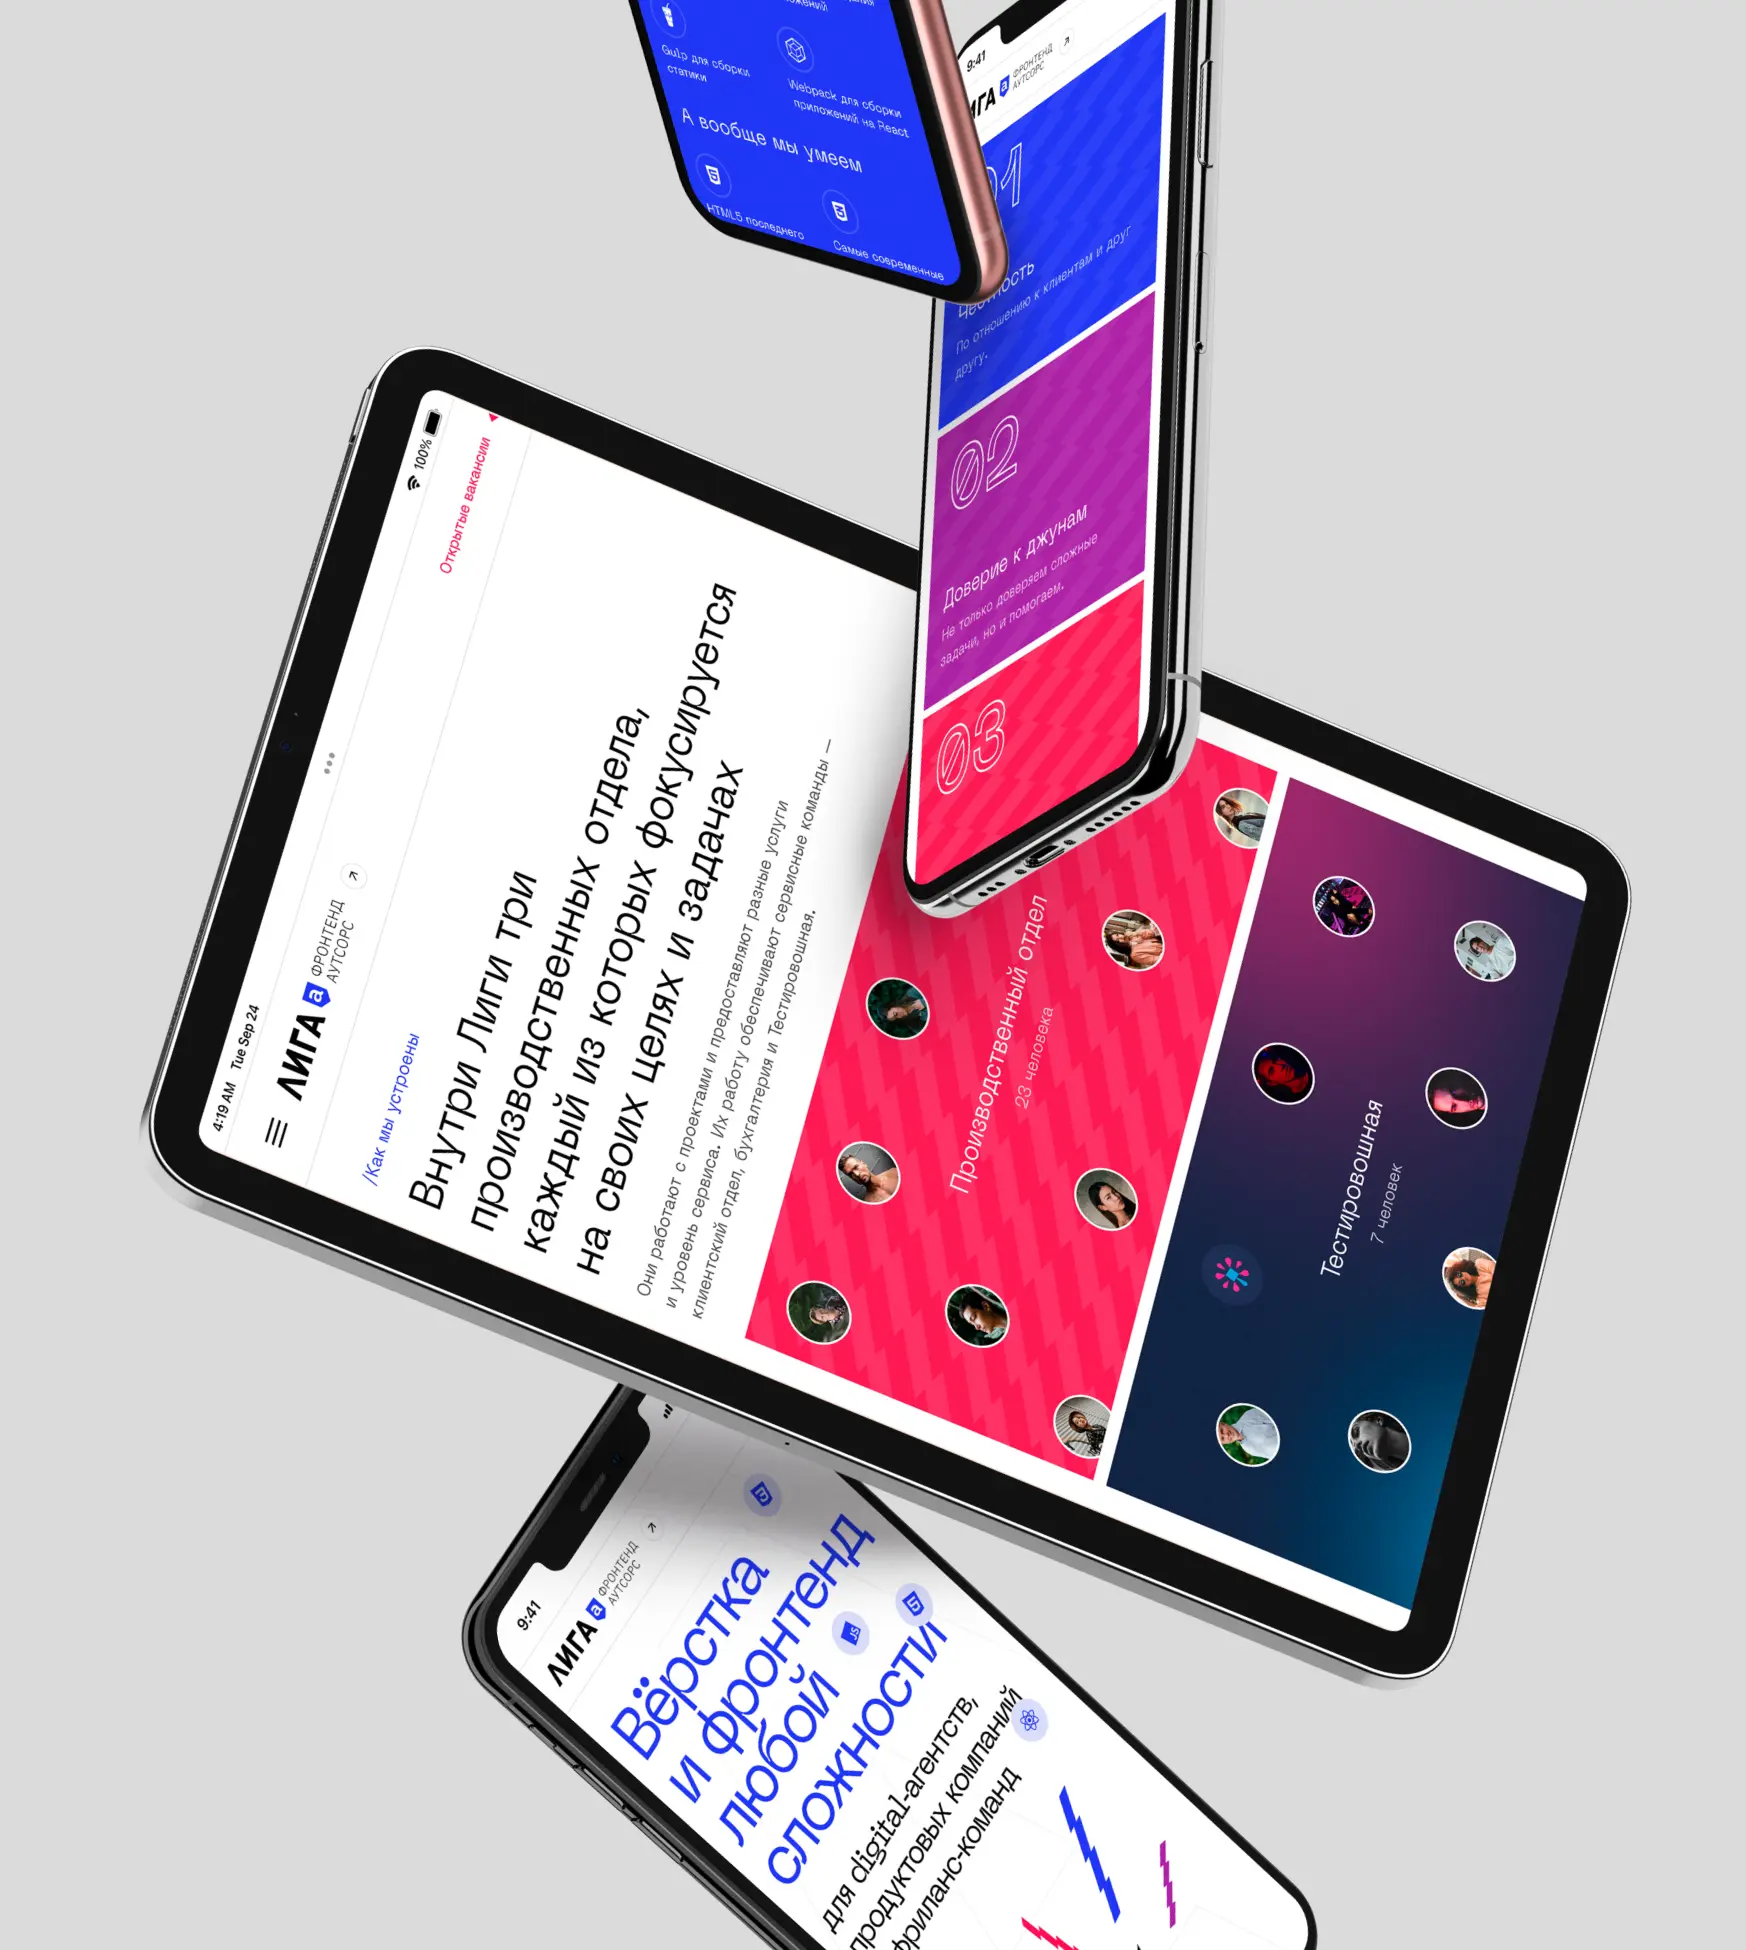 Gulp для сборки
статики
Webpack для сборки
приложений на React
А вообще мы умеем
HTML5 последнего
Самые современные
9:41
ФРОНТЕНД
АУТСОРС
По отношению к клиентам и друг
другу.
02
Доверие к джунам
Не только доверяем сложные
задачи, но и помогаем.
03
4:19 AM Tue Sep 24
100%
ЛИГА a ФРОНТЕНД
АУТСОРС
Открытые вакансии
/Как мы устроены
Внутри Лиги три
производственных отдела,
каждый из которых фокусируется
на своих целях и задачах
Они работают с проектами и предоставляют разные услуги
и уровень сервиса. Их работу обеспечивают сервисные команды —
клиентский отдел, бухгалтерия и Тестировошная.
Производственный отдел
23 человека
Тестировошная
7 человек
9:41
ЛИГА a ФРОНТЕНД
АУТСОРС
Вёрстка
и фронтенд
любой
JS
сложности
для digital-агентств,
продуктовых компаний
фриланс-команд